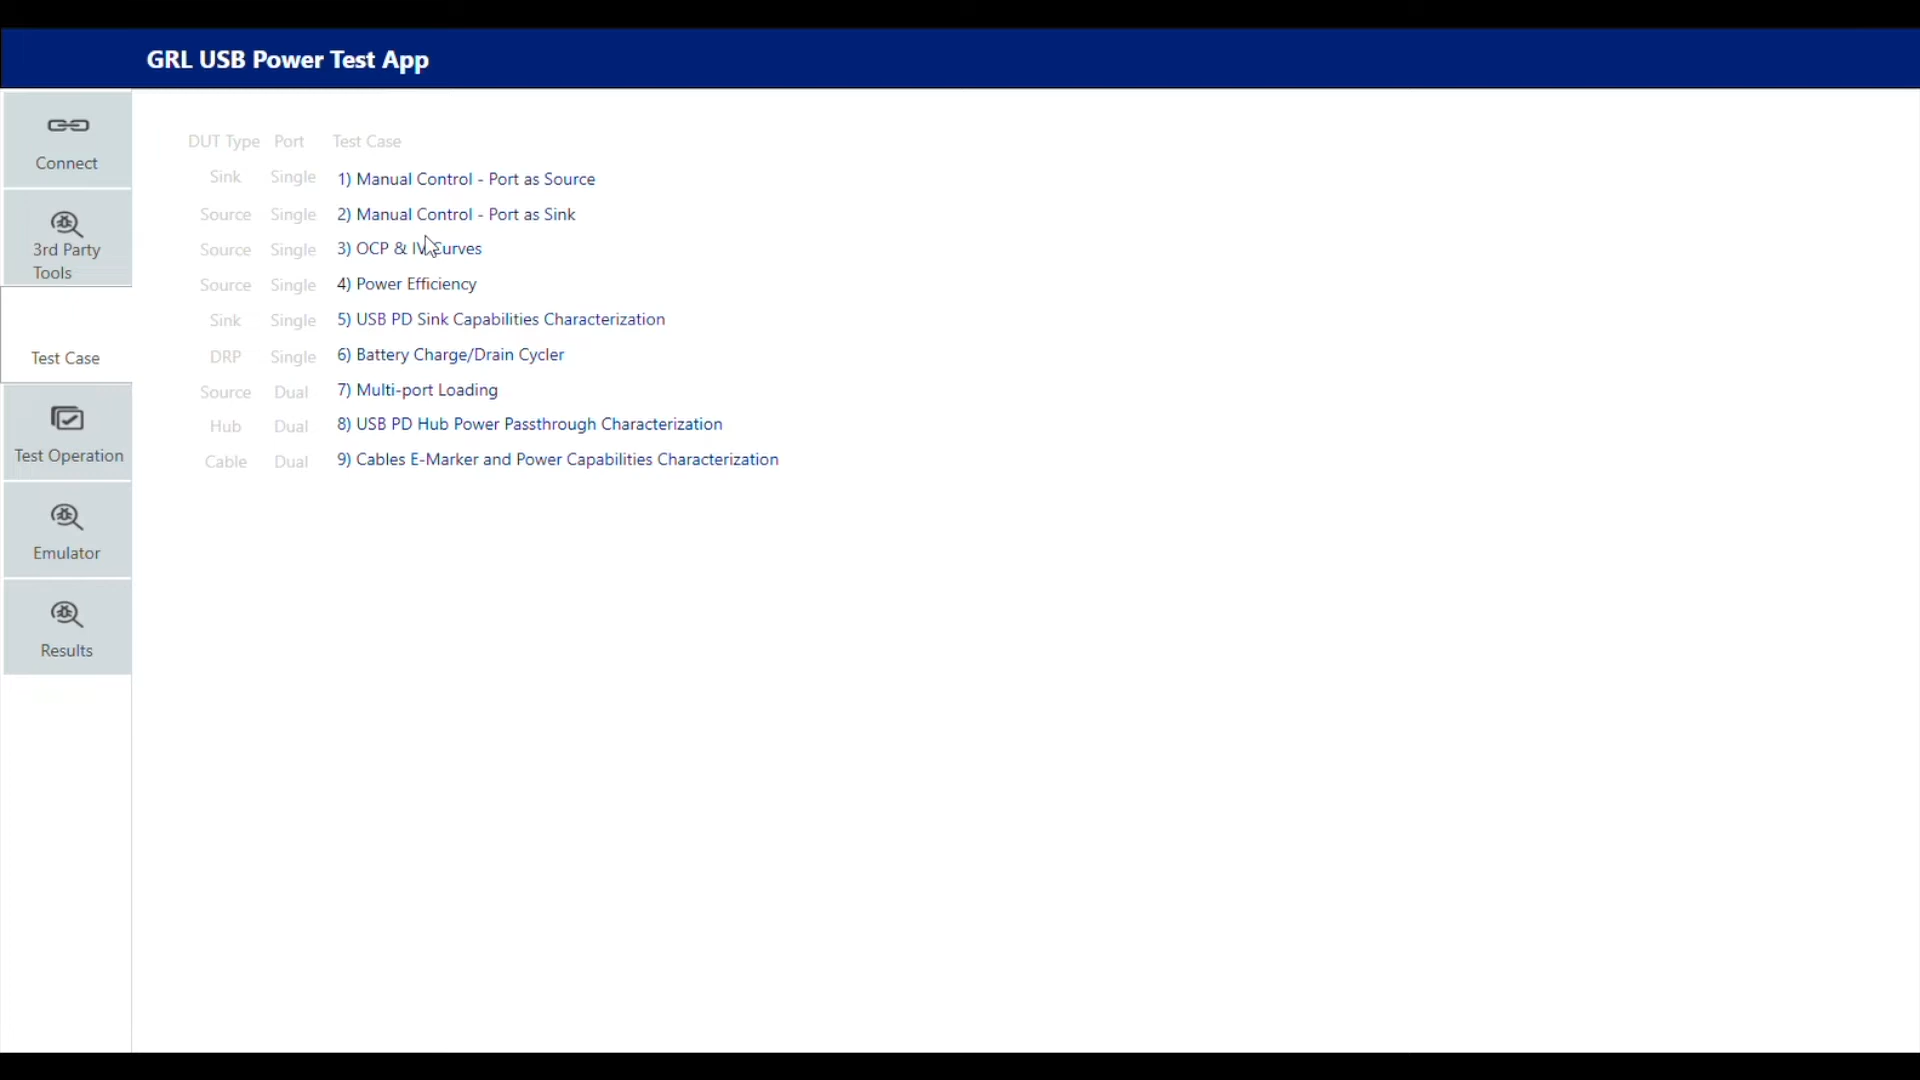 GRL USB Power Test App
Connect
3rd Party
Tools
Test Case
Test Operation
Emulator
Results
DUT Type Port Test Case
Sink Single 1) Manual Control - Port as Source
Source Single 2) Manual Control - Port as Sink
Source Single 3) OCP & IV Curves
Source Single 4) Power Efficiency
Sink Single 5) USB PD Sink Capabilities Characterization
DRP Single 6) Battery Charge/Drain Cycler
Source Dual 7) Multi-port Loading
Hub Dual 8) USB PD Hub Power Passthrough Characterization
Cable Dual 9) Cables E-Marker and Power Capabilities Characterization